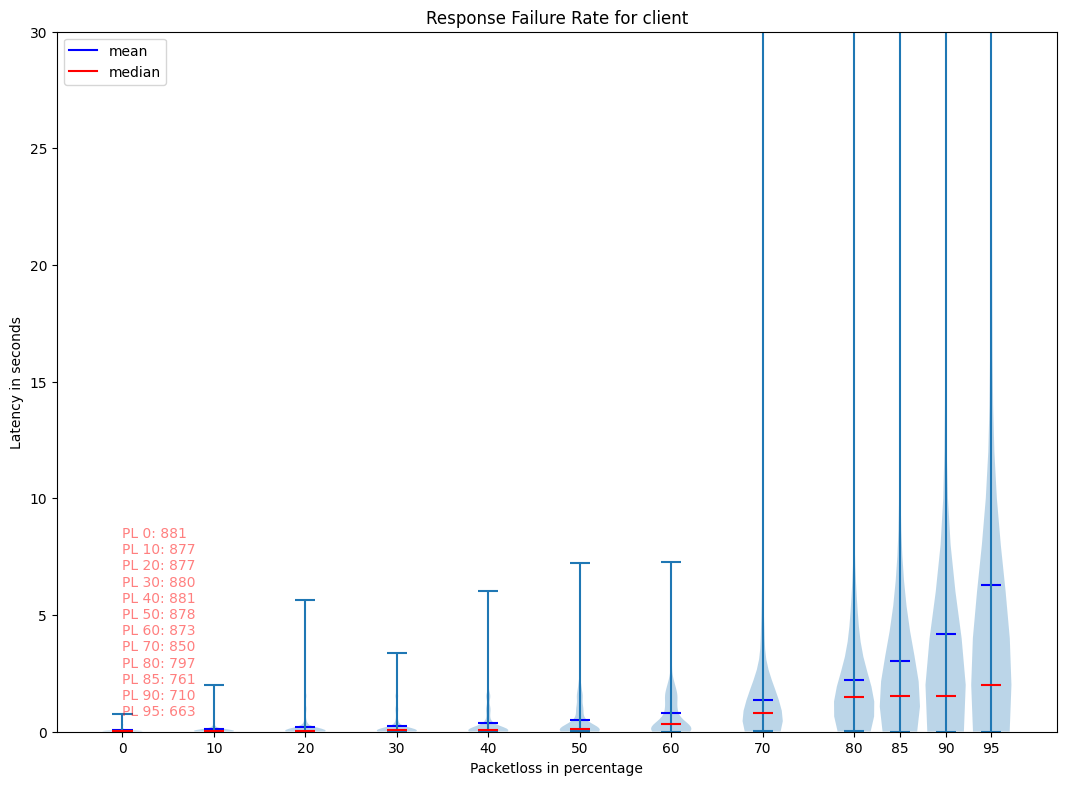 Response Failure Rate for client
mean
median
30
25
20
15
10
5
0
Latency in seconds
PL 0: 881
PL 10: 877
PL 20: 877
PL 30: 880
PL 40: 881
PL 50: 878
PL 60: 873
PL 70: 850
PL 80: 797
PL 85: 761
PL 90: 710
PL 95: 663
0 10 20 30 40 50 60 70 80 85 90 95
Packetloss in percentage